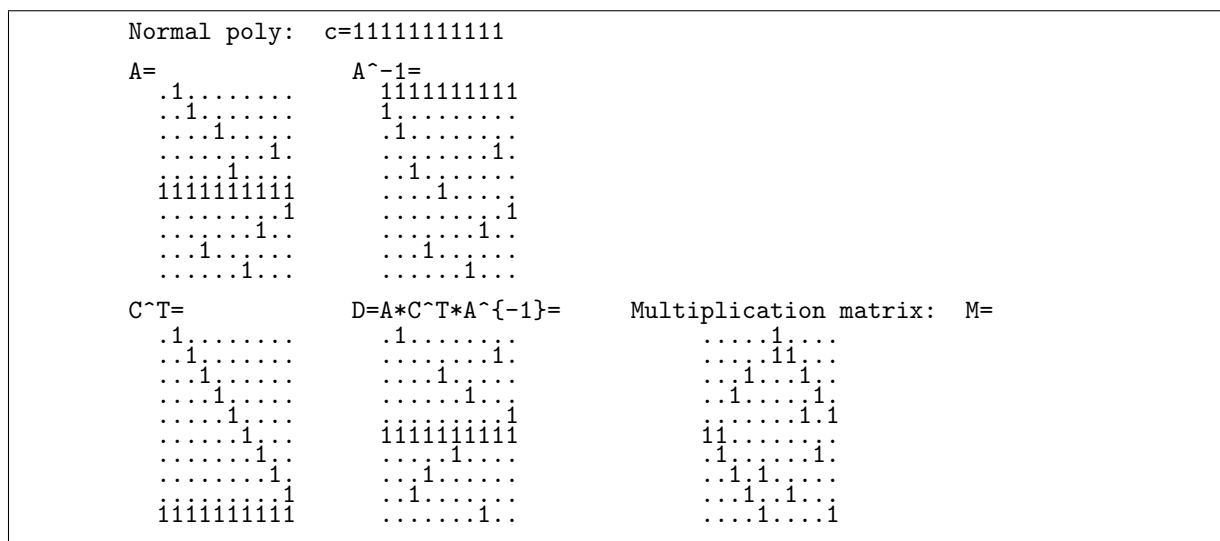 Normal poly:  c=11111111111
A=              A^-1=
.1........      1111111111
..1.......      1.........
....1.....      .1........
........1.      ........1.
.....1....      ..1.......
1111111111      ....1.....
.........1      .........1
.......1..      .......1..
...1......      ...1......
......1...      ......1...
C^T=            D=A*C^T*A^{-1}=     Multiplication matrix:  M=
.1........      .1........      .....1....
..1.......      ........1.      .....11...
...1......      ....1.....      ...1...1..
....1.....      ......1...      ..1.....1.
.....1....      .........1      .......1.1
......1...      1111111111      11........
.......1..      .....1....      .1......1.
........1.      ...1......      ..1.1.....
.........1      ..1.......      ...1..1...
1111111111      .......1..      ....1....1